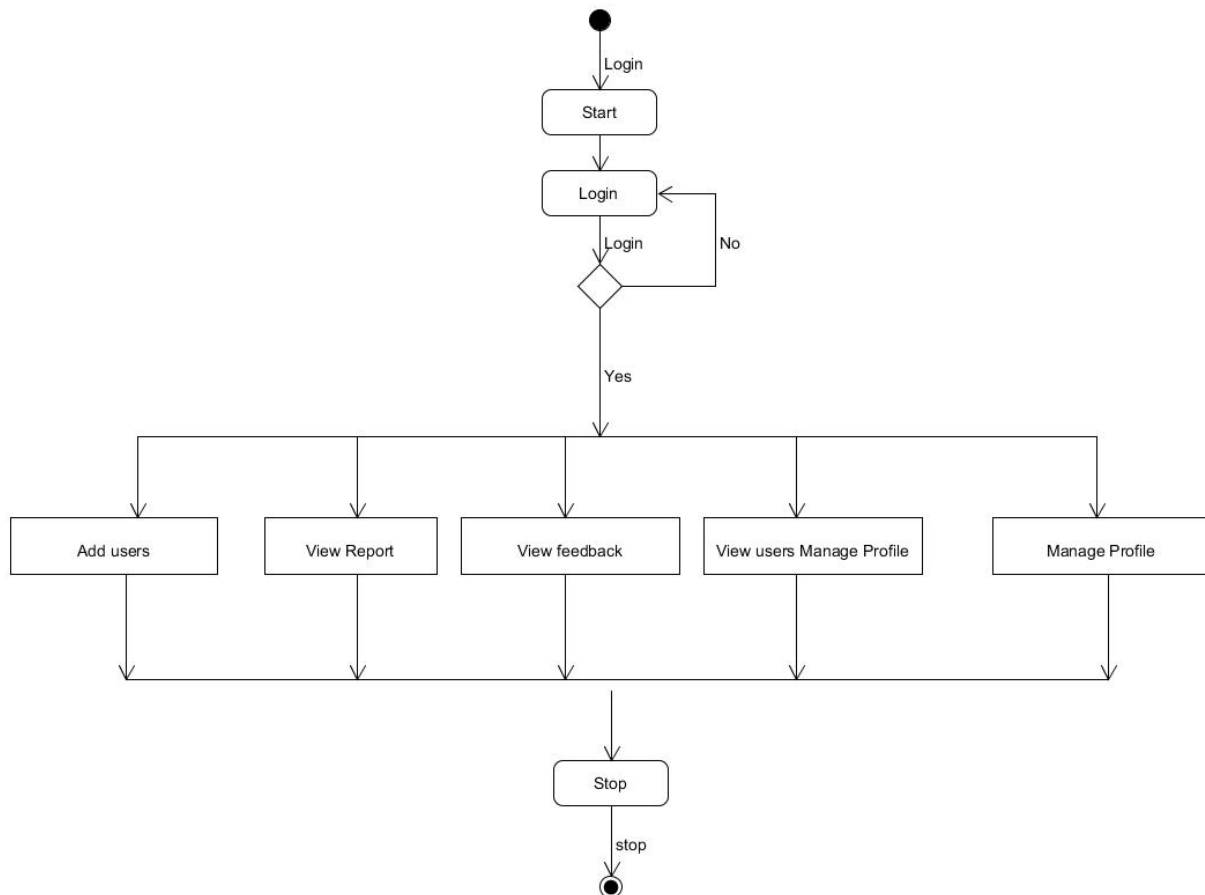 Login
Start
Login
Login
No
Yes
Add users
View Report
View feedback
View users Manage Profile
Manage Profile
Stop
stop